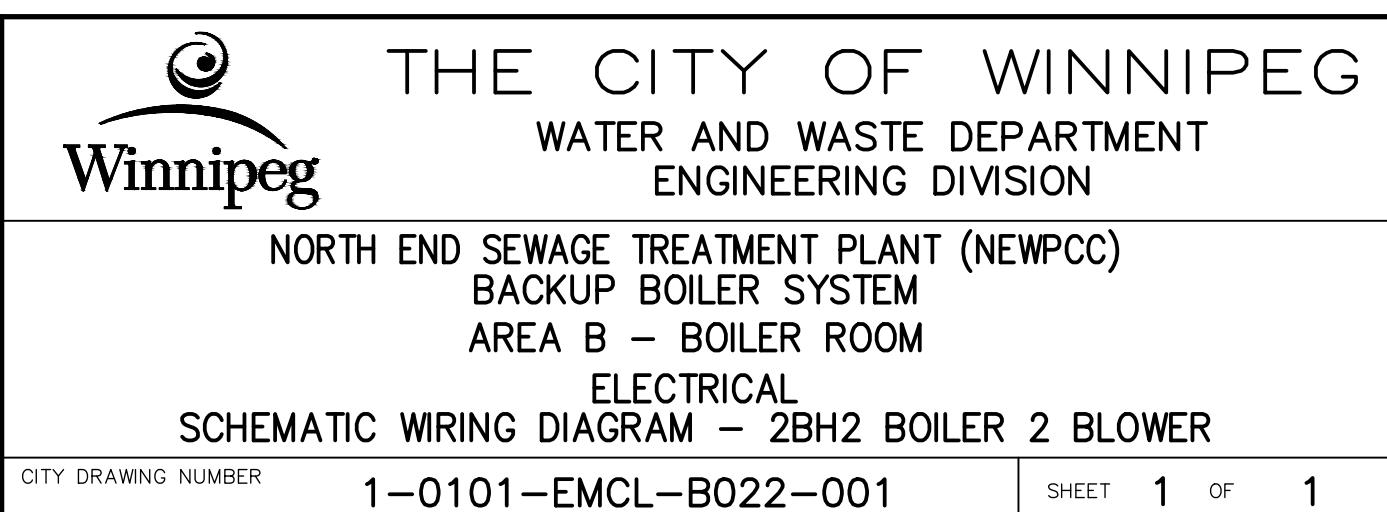 Winnipeg
THE CITY OF WINNIPEG
WATER AND WASTE DEPARTMENT
ENGINEERING DIVISION
NORTH END SEWAGE TREATMENT PLANT (NEWPCC)
BACKUP BOILER SYSTEM
AREA B – BOILER ROOM
ELECTRICAL
SCHEMATIC WIRING DIAGRAM – 2BH2 BOILER 2 BLOWER
CITY DRAWING NUMBER 1-0101-EMCL-B022-001 SHEET 1 OF 1